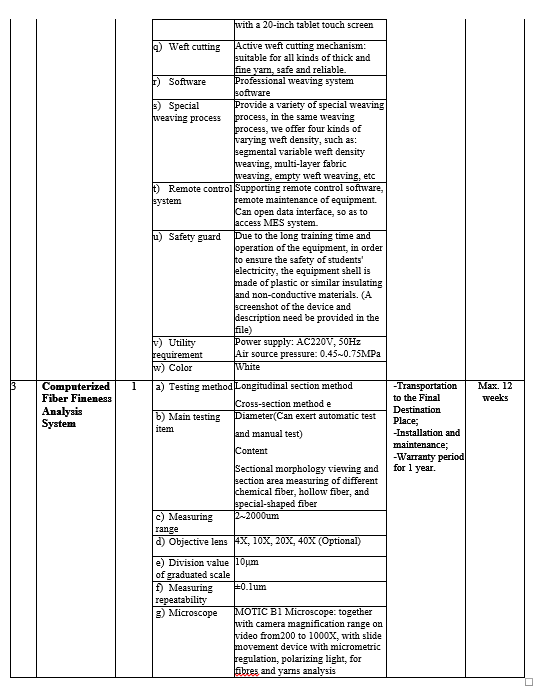 with a 20-inch tablet touch screen
q) Weft cutting
Active weft cutting mechanism:
suitable for all kinds of thick and
fine yarn, safe and reliable.
r) Software
Professional weaving system
software
s) Special
weaving process
Provide a variety of special weaving
process, in the same weaving
process, we offer four kinds of
varying weft density, such as:
segmental variable weft density
weaving, multi-layer fabric
weaving, empty weft weaving, etc
t) Remote control
system
Supporting remote control software,
remote maintenance of equipment.
Can open data interface, so as to
access MES system.
u) Safety guard
Due to the long training time and
operation of the equipment, in order
to ensure the safety of students'
electricity, the equipment shell is
made of plastic or similar insulating
and non-conductive materials. (A
screenshot of the device and
description need be provided in the
file)
v) Utility
requirement
Power supply: AC220V, 50Hz
Air source pressure: 0.45~0.75MPa
w) Color
White
3
Computerized
Fiber Fineness
Analysis
System
1
a) Testing method
Longitudinal section method
Cross-section method e
b) Main testing
item
Diameter(Can exert automatic test
and manual test)
Content
Sectional morphology viewing and
section area measuring of different
chemical fiber, hollow fiber, and
special-shaped fiber
c) Measuring
range
2~2000um
d) Objective lens
4X, 10X, 20X, 40X (Optional)
e) Division value
of graduated scale
10μm
f) Measuring
repeatability
±0.1um
g) Microscope
MOTIC B1 Microscope: together
with camera magnification range on
video from200 to 1000X, with slide
movement device with micrometric
regulation, polarizing light, for
fibres and yarns analysis
-Transportation
to the Final
Destination
Place;
-Installation and
maintenance;
-Warranty period
for 1 year.
Max. 12
weeks